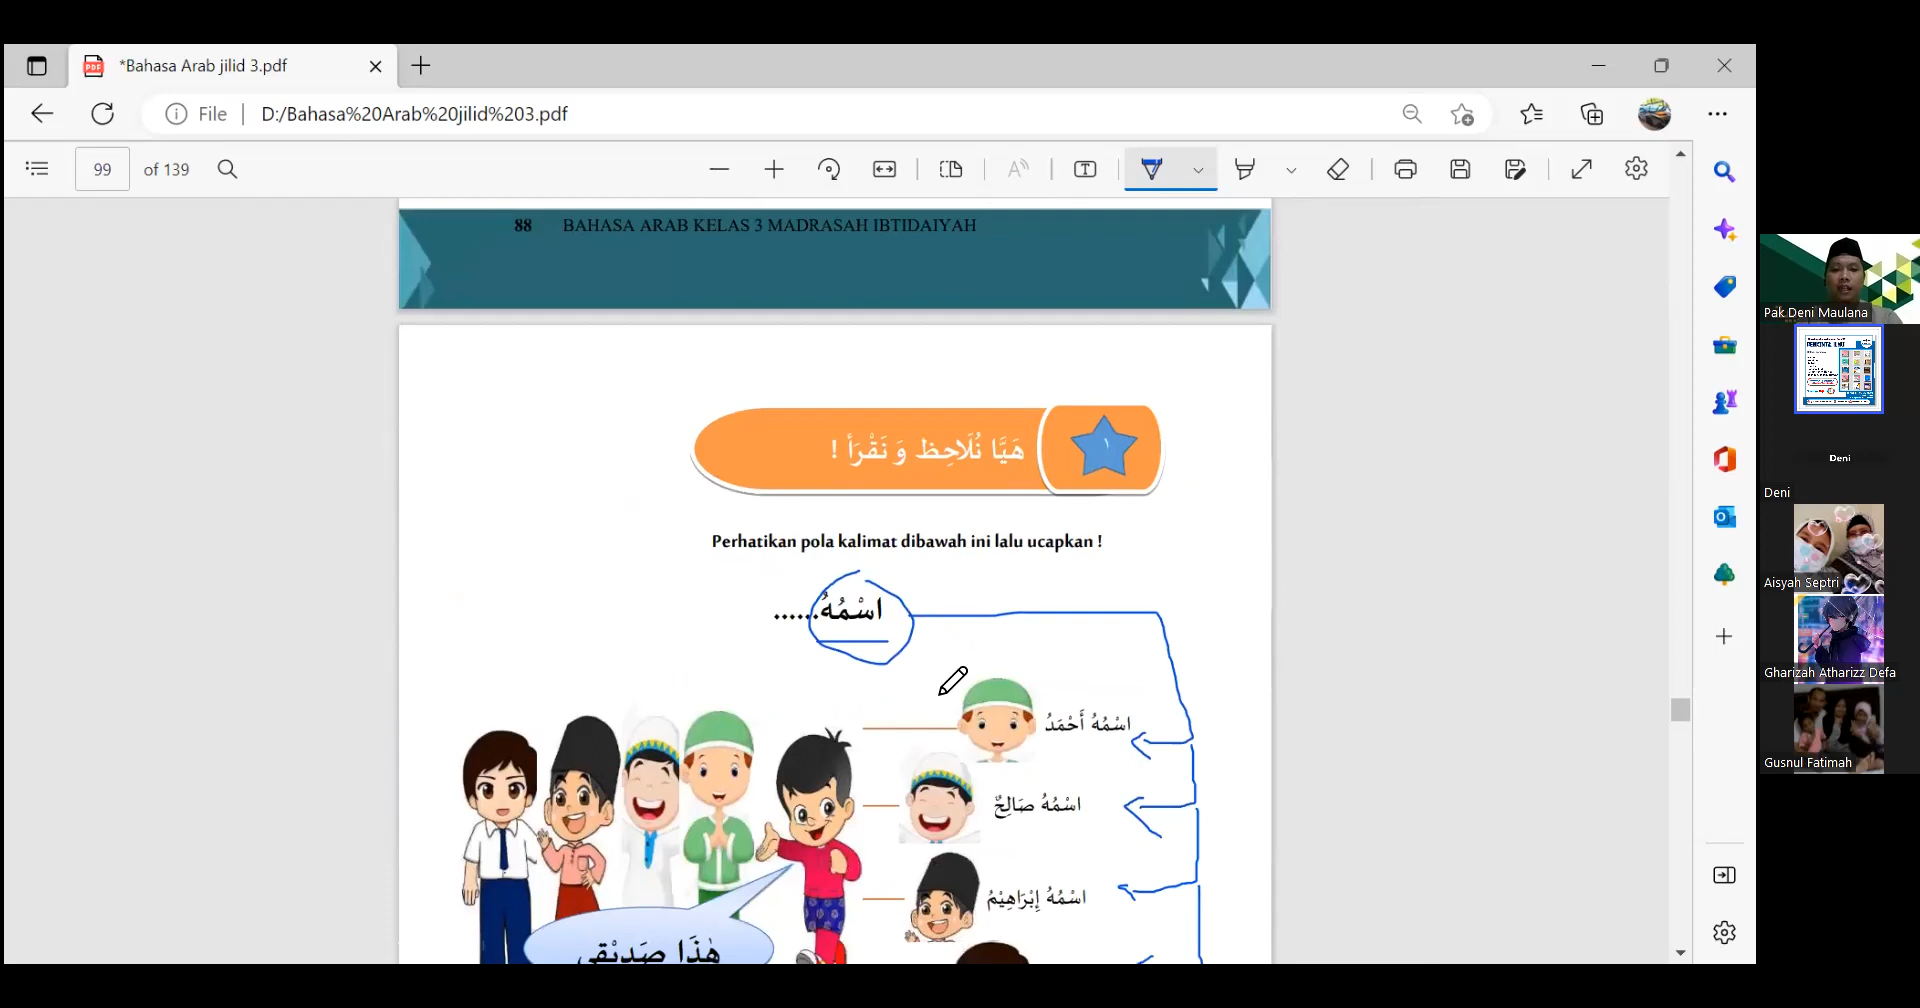 *Bahasa Arab jilid 3.pdf
File
D:/Bahasa%20Arab%20jilid%203.pdf
99 of 139
88 BAHASA ARAB KELAS 3 MADRASAH IBTIDAIYAH
١
هَيَّا نُلَاحِظ وَ نَقْرَأ !
Perhatikan pola kalimat dibawah ini lalu ucapkan !
اسْمُهُ......
اسْمُهُ أَحْمَدُ
اسْمُهُ صَالِحٌ
اسْمُهُ إِبْرَاهِيْمُ
هٰذَا صَدِيْقِي
Pak Deni Maulana
Deni
Deni
Aisyah Septri
Gharizah Atharizz Defa
Gusnul Fatimah